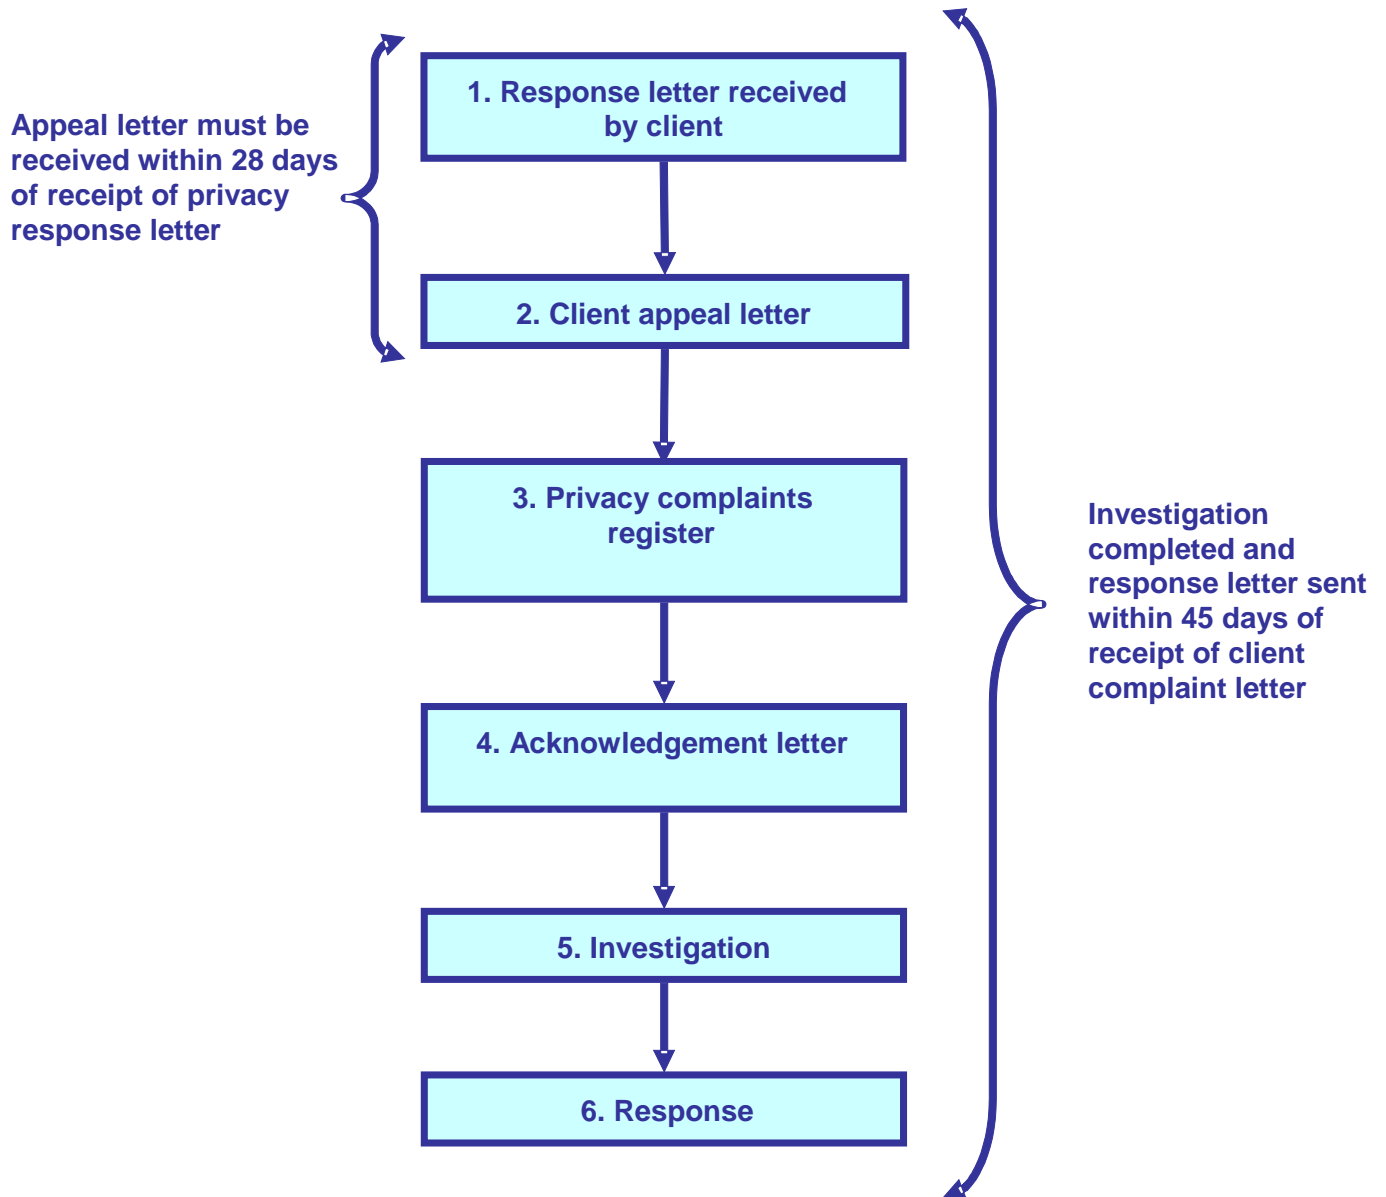 Appeal letter must be
received within 28 days
of receipt of privacy
response letter
1. Response letter received
by client
2. Client appeal letter
3. Privacy complaints
register
4. Acknowledgement letter
5. Investigation
6. Response
Investigation
completed and
response letter sent
within 45 days of
receipt of client
complaint letter